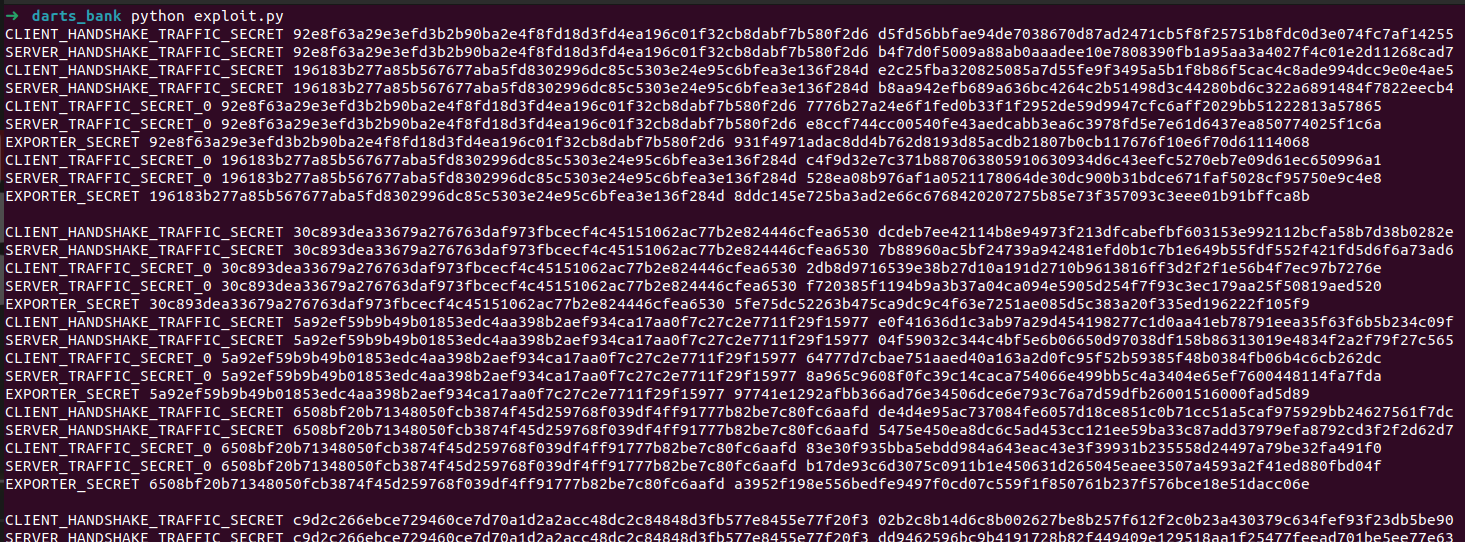 ➜ darts_bank python exploit.py
CLIENT_HANDSHAKE_TRAFFIC_SECRET 92e8f63a29e3efd3b2b90ba2e4f8fd18d3fd4ea196c01f32cb8dabf7b580f2d6 d5fd56bbfae94de7038670d87ad2471cb5f8f25751b8fdc0d3e074fc7af14255
SERVER_HANDSHAKE_TRAFFIC_SECRET 92e8f63a29e3efd3b2b90ba2e4f8fd18d3fd4ea196c01f32cb8dabf7b580f2d6 b4f7d0f5009a88ab0aaadee10e7808390fb1a95aa3a4027f4c01e2d11268cad7
CLIENT_HANDSHAKE_TRAFFIC_SECRET 196183b277a85b567677aba5fd8302996dc85c5303e24e95c6bfea3e136f284d e2c25fba320825085a7d55fe9f3495a5b1f8b86f5cac4c8ade994dcc9e0e4ae5
SERVER_HANDSHAKE_TRAFFIC_SECRET 196183b277a85b567677aba5fd8302996dc85c5303e24e95c6bfea3e136f284d b8aa942efb689a636bc4264c2b51498d3c44280bd6c322a6891484f7822eecb4
CLIENT_TRAFFIC_SECRET_0 92e8f63a29e3efd3b2b90ba2e4f8fd18d3fd4ea196c01f32cb8dabf7b580f2d6 7776b27a24e6f1fed0b33f1f2952de59d9947cfc6aff2029bb51222813a57865
SERVER_TRAFFIC_SECRET_0 92e8f63a29e3efd3b2b90ba2e4f8fd18d3fd4ea196c01f32cb8dabf7b580f2d6 e8ccf744cc00540fe43aedcabb3ea6c3978fd5e7e61d6437ea850774025f1c6a
EXPORTER_SECRET 92e8f63a29e3efd3b2b90ba2e4f8fd18d3fd4ea196c01f32cb8dabf7b580f2d6 931f4971adac8dd4b762d8193d85acdb21807b0cb117676f10e6f70d61114068
CLIENT_TRAFFIC_SECRET_0 196183b277a85b567677aba5fd8302996dc85c5303e24e95c6bfea3e136f284d c4f9d32e7c371b887063805910630934d6c43eefc5270eb7e09d61ec650996a1
SERVER_TRAFFIC_SECRET_0 196183b277a85b567677aba5fd8302996dc85c5303e24e95c6bfea3e136f284d 528ea08b976af1a0521178064de30dc900b31bdce671faf5028cf95750e9c4e8
EXPORTER_SECRET 196183b277a85b567677aba5fd8302996dc85c5303e24e95c6bfea3e136f284d 8ddc145e725ba3ad2e66c6768420207275b85e73f357093c3eee01b91bffca8b
CLIENT_HANDSHAKE_TRAFFIC_SECRET 30c893dea33679a276763daf973fbcecf4c45151062ac77b2e824446cfea6530 dcdeb7ee42114b8e94973f213dfcabefbf603153e992112bcfa58b7d38b0282e
SERVER_HANDSHAKE_TRAFFIC_SECRET 30c893dea33679a276763daf973fbcecf4c45151062ac77b2e824446cfea6530 7b88960ac5bf24739a942481efd0b1c7b1e649b55fdf552f421fd5d6f6a73ad6
CLIENT_TRAFFIC_SECRET_0 30c893dea33679a276763daf973fbcecf4c45151062ac77b2e824446cfea6530 2db8d9716539e38b27d10a191d2710b9613816ff3d2f2f1e56b4f7ec97b7276e
SERVER_TRAFFIC_SECRET_0 30c893dea33679a276763daf973fbcecf4c45151062ac77b2e824446cfea6530 f720385f1194b9a3b37a04ca094e5905d254f7f93c3ec179aa25f50819aed520
EXPORTER_SECRET 30c893dea33679a276763daf973fbcecf4c45151062ac77b2e824446cfea6530 5fe75dc52263b475ca9dc9c4f63e7251ae085d5c383a20f335ed196222f105f9
CLIENT_HANDSHAKE_TRAFFIC_SECRET 5a92ef59b9b49b01853edc4aa398b2aef934ca17aa0f7c27c2e7711f29f15977 e0f41636d1c3ab97a29d454198277c1d0aa41eb78791eea35f63f6b5b234c09f
SERVER_HANDSHAKE_TRAFFIC_SECRET 5a92ef59b9b49b01853edc4aa398b2aef934ca17aa0f7c27c2e7711f29f15977 04f59032c344c4bf5e6b06650d97038df158b86313019e4834f2a2f79f27c565
CLIENT_TRAFFIC_SECRET_0 5a92ef59b9b49b01853edc4aa398b2aef934ca17aa0f7c27c2e7711f29f15977 64777d7cbae751aaed40a163a2d0fc95f52b59385f48b0384fb06b4c6cb262dc
SERVER_TRAFFIC_SECRET_0 5a92ef59b9b49b01853edc4aa398b2aef934ca17aa0f7c27c2e7711f29f15977 8a965c9608f0fc39c14caca754066e499bb5c4a3404e65ef7600448114fa7fda
EXPORTER_SECRET 5a92ef59b9b49b01853edc4aa398b2aef934ca17aa0f7c27c2e7711f29f15977 97741e1292afbb366ad76e34506dce6e793c76a7d59dfb26001516000fad5d89
CLIENT_HANDSHAKE_TRAFFIC_SECRET 6508bf20b71348050fcb3874f45d259768f039df4ff91777b82be7c80fc6aafd de4d4e95ac737084fe6057d18ce851c0b71cc51a5caf975929bb24627561f7dc
SERVER_HANDSHAKE_TRAFFIC_SECRET 6508bf20b71348050fcb3874f45d259768f039df4ff91777b82be7c80fc6aafd 5475e450ea8dc6c5ad453cc121ee59ba33c87add37979efa8792cd3f2f2d62d7
CLIENT_TRAFFIC_SECRET_0 6508bf20b71348050fcb3874f45d259768f039df4ff91777b82be7c80fc6aafd 83e30f935bba5ebdd984a643eac43e3f39931b235558d24497a79be32fa491f0
SERVER_TRAFFIC_SECRET_0 6508bf20b71348050fcb3874f45d259768f039df4ff91777b82be7c80fc6aafd b17de93c6d3075c0911b1e450631d265045eaee3507a4593a2f41ed880fbd04f
EXPORTER_SECRET 6508bf20b71348050fcb3874f45d259768f039df4ff91777b82be7c80fc6aafd a3952f198e556bedfe9497f0cd07c559f1f850761b237f576bce18e51dacc06e
CLIENT_HANDSHAKE_TRAFFIC_SECRET c9d2c266ebce729460ce7d70a1d2a2acc48dc2c84848d3fb577e8455e77f20f3 02b2c8b14d6c8b002627be8b257f612f2c0b23a430379c634fef93f23db5be90
SERVER_HANDSHAKE_TRAFFIC_SECRET c9d2c266ebce729460ce7d70a1d2a2acc48dc2c84848d3fb577e8455e77f20f3 dd9462596bc9b4191728b82f449409e129518aa1f25477feead701be5ee77e63